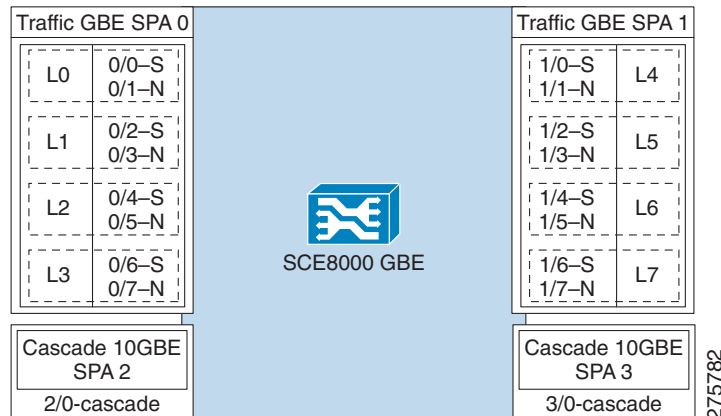 Traffic GBE SPA 0
L0
0/0–S
0/1–N
L1
0/2–S
0/3–N
L2
0/4–S
0/5–N
L3
0/6–S
0/7–N
Cascade 10GBE
SPA 2
2/0-cascade
SCE8000 GBE
Traffic GBE SPA 1
1/0–S
1/1–N
L4
1/2–S
1/3–N
L5
1/4–S
1/5–N
L6
1/6–S
1/7–N
L7
Cascade 10GBE
SPA 3
3/0-cascade